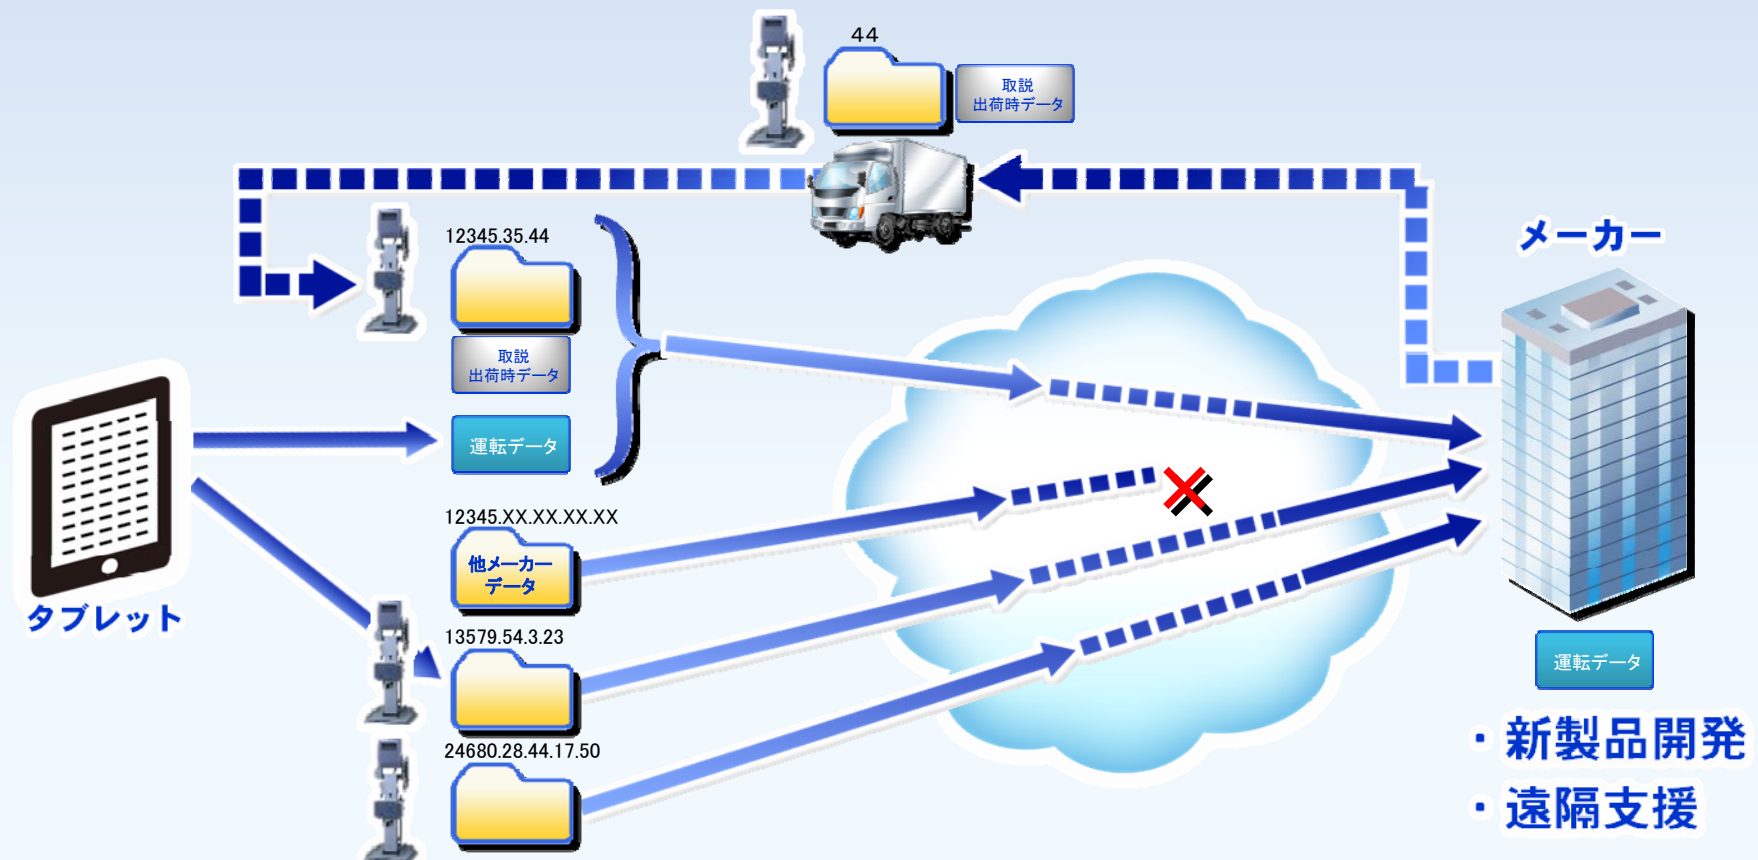 44
取説
出荷時データ
メーカー
12345.35.44
取説
出荷時データ
運転データ
12345.XX.XX.XX.XX
他メーカー
データ
タブレット
13579.54.3.23
24680.28.44.17.50
運転データ
・新製品開発
・遠隔支援